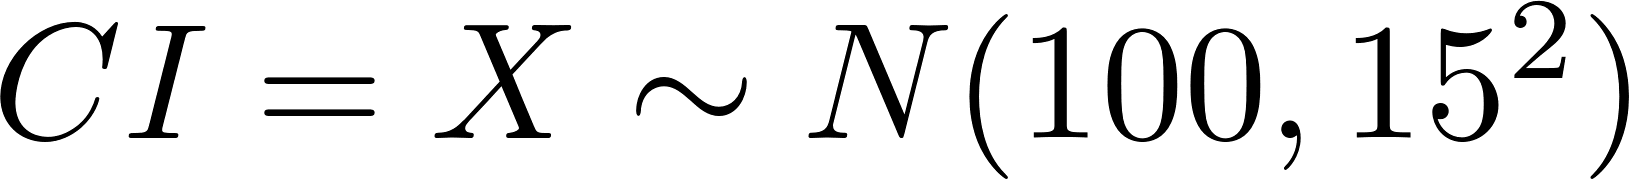 CI = X ∼ N(100, 15²)